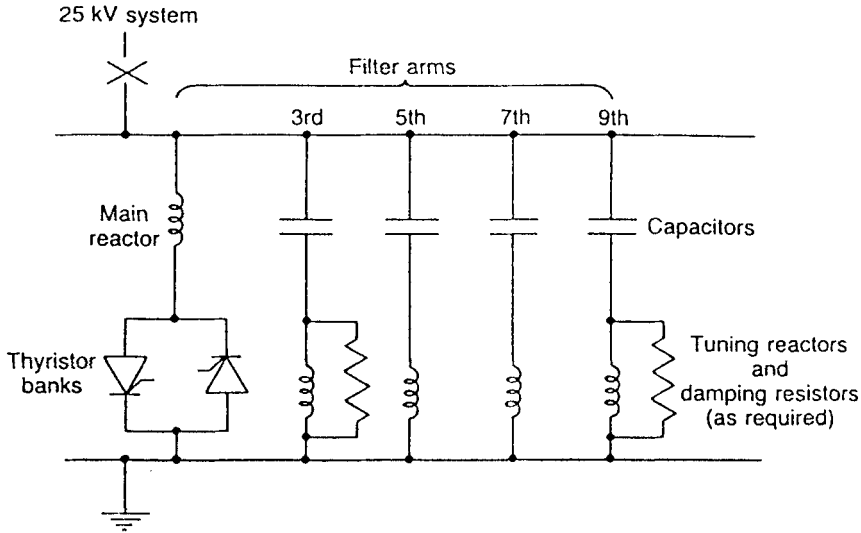 25 kV system
Filter arms
3rd
5th
7th
9th
Main
reactor
Capacitors
Thyristor
banks
Tuning reactors
and
damping resistors
(as required)